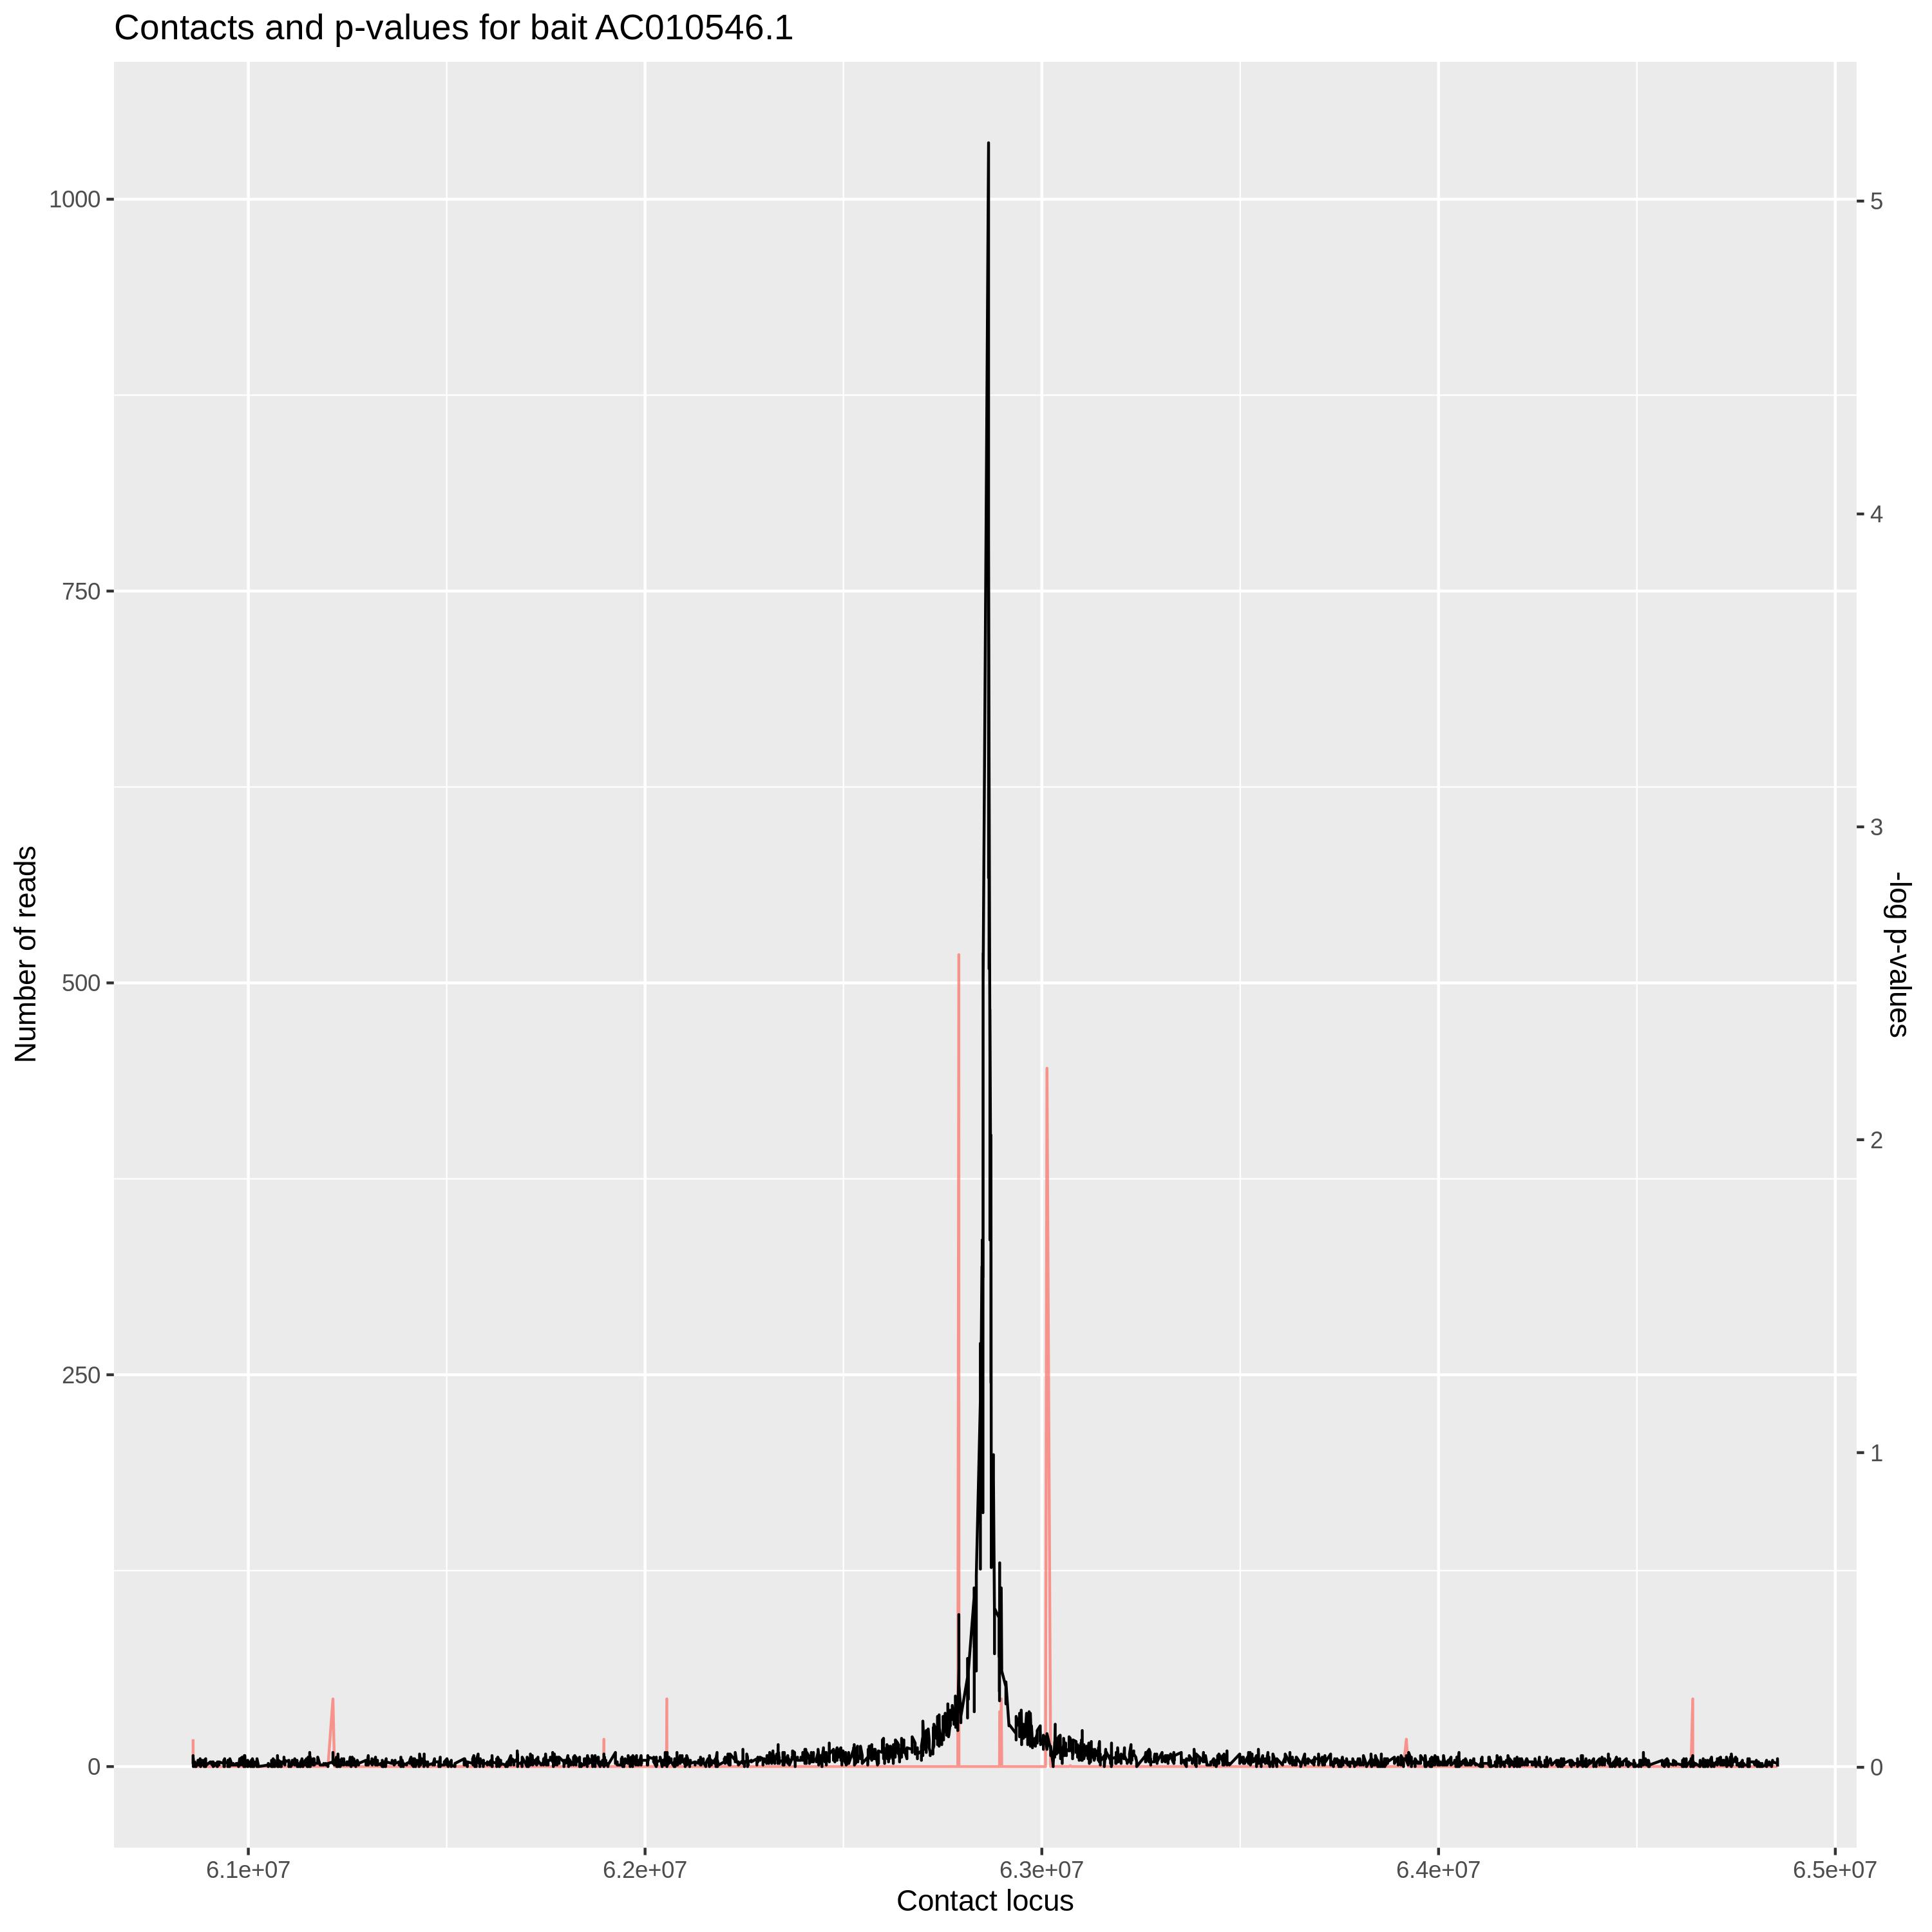 Contacts and p-values for bait AC010546.1
1000
750
500
250
0
Number of reads
5
4
3
2
1
0
-log p-values
6.1e+07
6.2e+07
6.3e+07
6.4e+07
6.5e+07
Contact locus